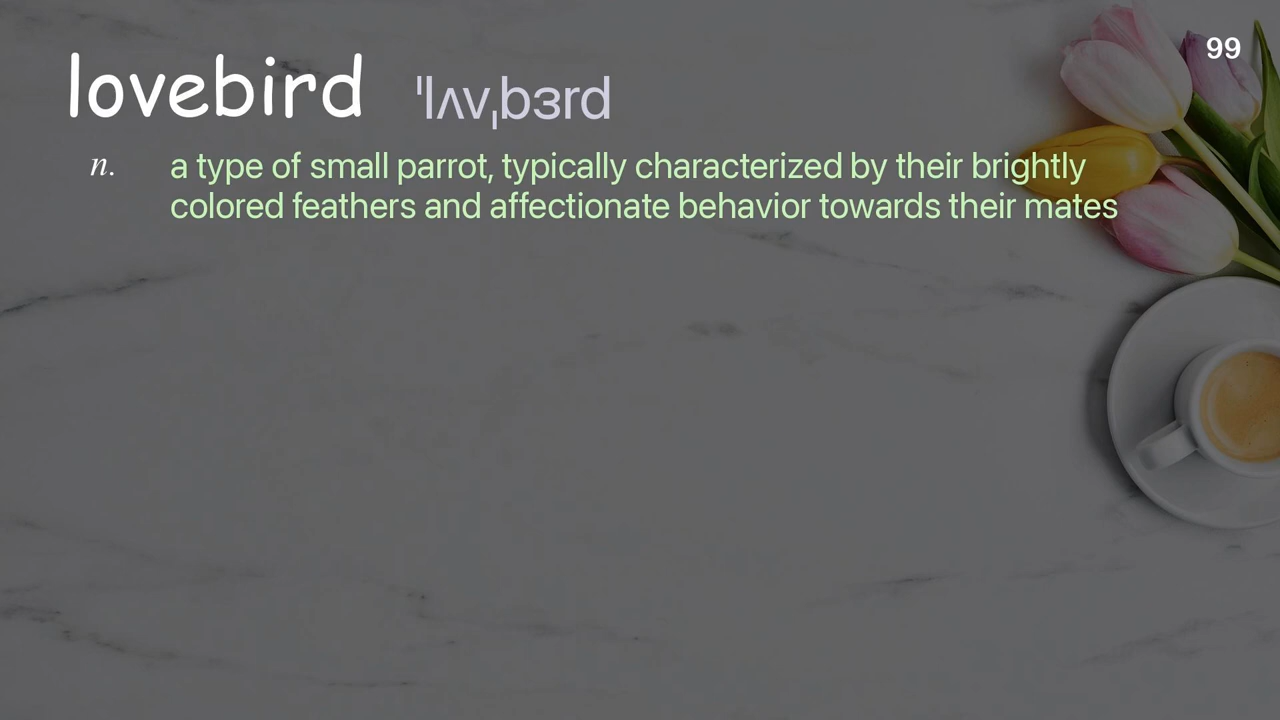 99
lovebird ˈlʌvˌbɜrd
n. a type of small parrot, typically characterized by their brightly
colored feathers and affectionate behavior towards their mates